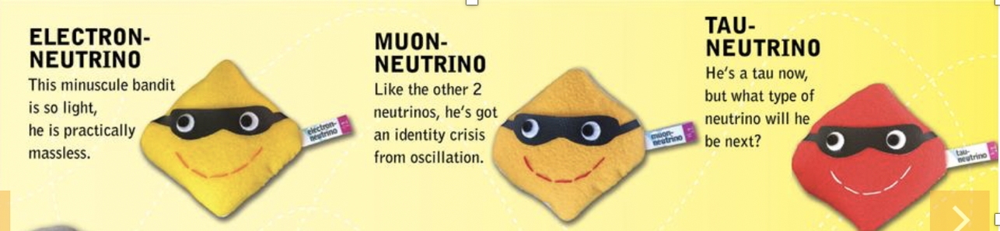 ELECTRON-
NEUTRINO
This minuscule bandit
is so light,
he is practically
massless.
electron-
neutrino
MUON-
NEUTRINO
Like the other 2
neutrinos, he's got
an identity crisis
from oscillation.
muon-
neutrino
TAU-
NEUTRINO
He's a tau now,
but what type of
neutrino will he
be next?
tau-
neutrino